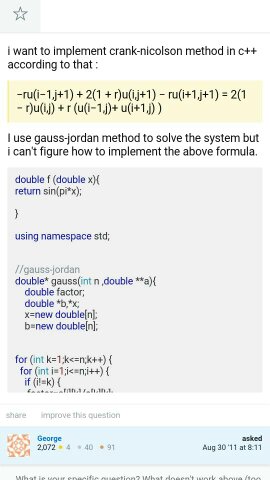 i want to implement crank-nicolson method in c++
according to that :
−ru(i−1,j+1) + 2(1 + r)u(i,j+1) − ru(i+1,j+1) = 2(1
− r)u(i,j) + r (u(i−1,j)+ u(i+1,j) )
I use gauss-jordan method to solve the system but
i can't figure how to implement the above formula.
double f (double x){
return sin(pi*x);
}
using namespace std;
//gauss-jordan
double* gauss(int n ,double **a){
double factor;
double *b,*x;
x=new double[n];
b=new double[n];
for (int k=1;k<=n;k++) {
for (int i=1;i<=n;i++) {
if (i!=k) {
share improve this question
George asked
2,072 4 40 91 Aug 30 '11 at 8:11
What is your specific question? What doesn't work above (too